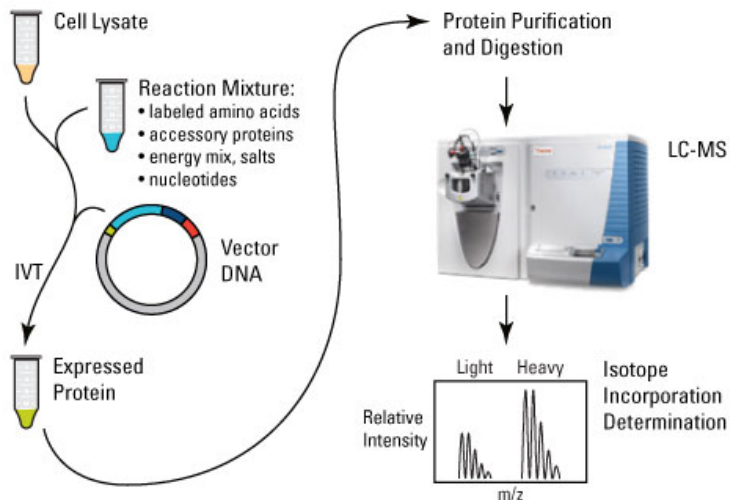 Cell Lysate
Reaction Mixture:
• labeled amino acids
• accessory proteins
• energy mix, salts
• nucleotides
Vector
DNA
IVT
Expressed
Protein
Protein Purification
and Digestion
LC-MS
Light Heavy
Relative
Intensity
m/z
Isotope
Incorporation
Determination